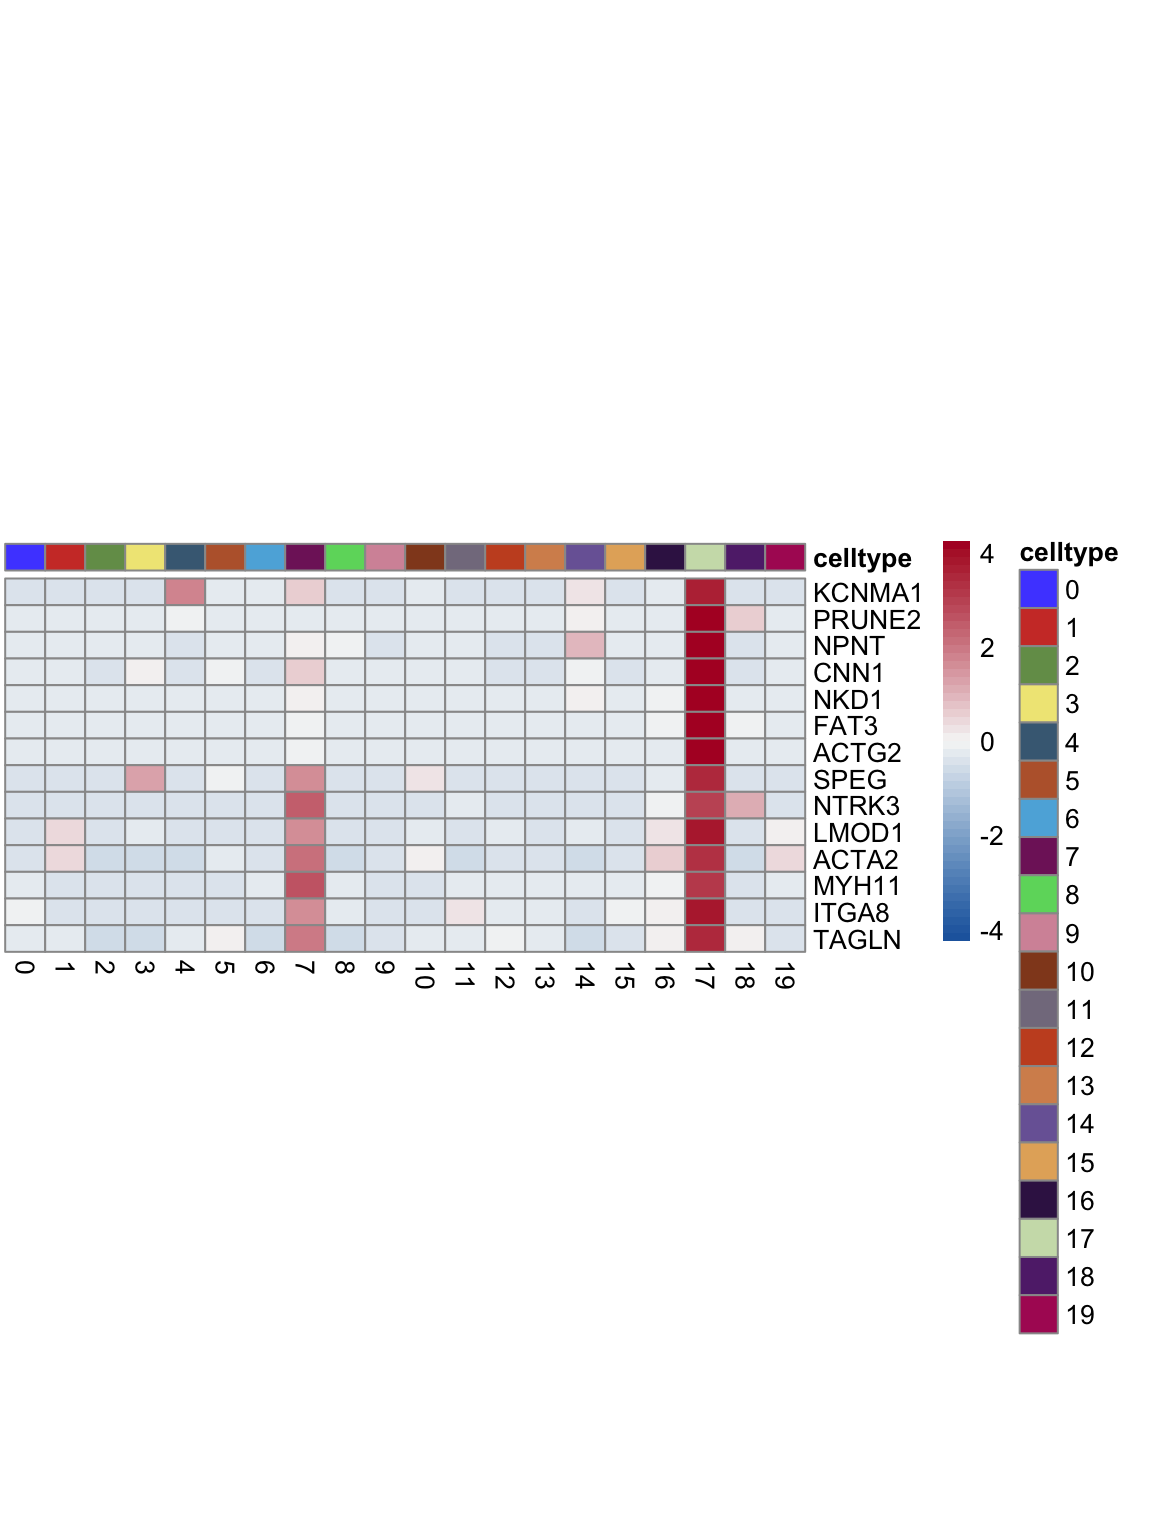 celltype
KCNMA1
PRUNE2
NPNT
CNN1
NKD1
FAT3
ACTG2
SPEG
NTRK3
LMOD1
ACTA2
MYH11
ITGA8
TAGLN
0 1 2 3 4 5 6 7 8 9 10 11 12 13 14 15 16 17 18 19
4
2
0
-2
-4
celltype
0
1
2
3
4
5
6
7
8
9
10
11
12
13
14
15
16
17
18
19